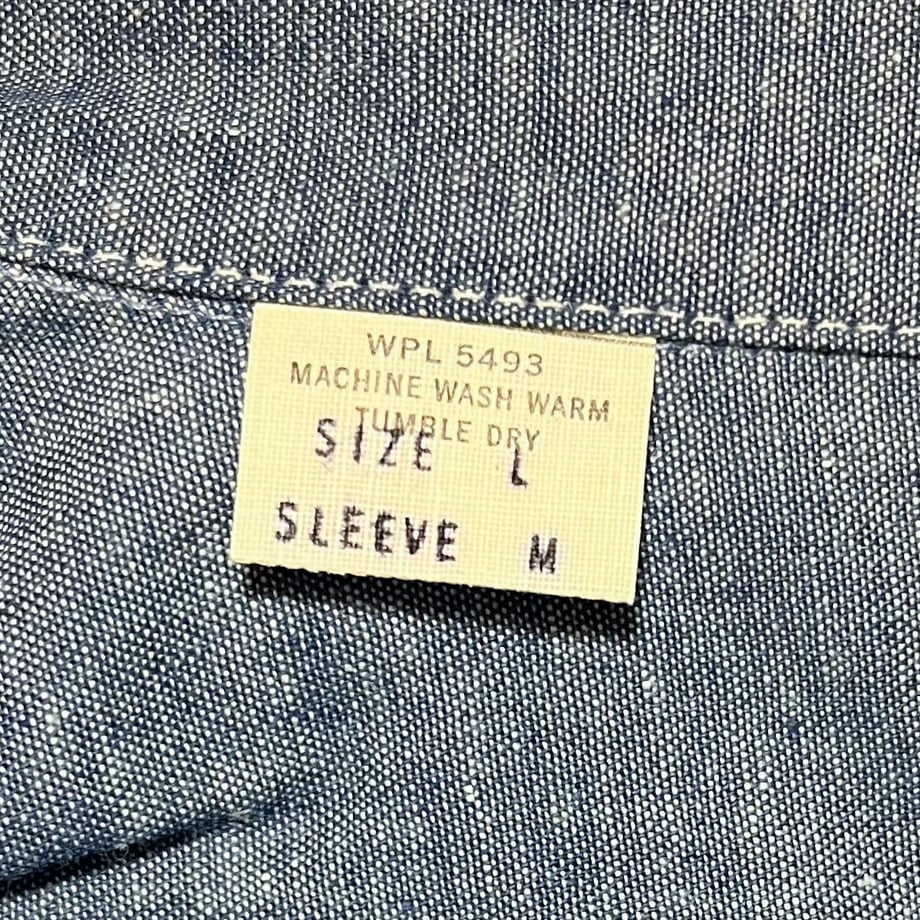 WPL 5493
MACHINE WASH WARM
TUMBLE DRY
SIZE L
SLEEVE M